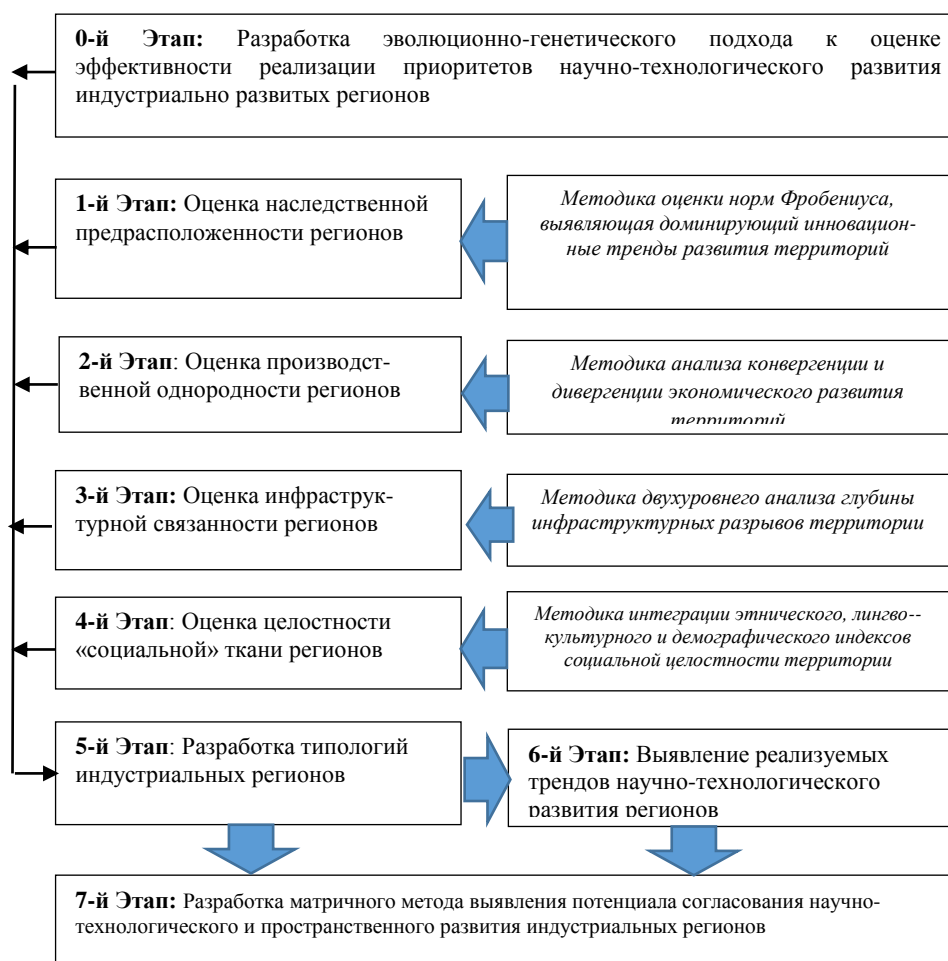 0-й Этап: Разработка эволюционно-генетического подхода к оценке
эффективности реализации приоритетов научно-технологического развития
индустриально развитых регионов
1-й Этап: Оценка наследственной
предрасположенности регионов
Методика оценки норм Фробениуса,
выявляющая доминирующий инновацион-
ные тренды развития территорий
2-й Этап: Оценка производст-
венной однородности регионов
Методика анализа конвергенции и
дивергенции экономического развития
территорий
3-й Этап: Оценка инфраструк-
турной связанности регионов
Методика двухуровнего анализа глубины
инфраструктурных разрывов территории
4-й Этап: Оценка целостности
«социальной» ткани регионов
Методика интеграции этнического, лингво--
культурного и демографического индексов
социальной целостности территории
5-й Этап: Разработка типологий
индустриальных регионов
6-й Этап: Выявление реализуемых
трендов научно-технологического
развития регионов
7-й Этап: Разработка матричного метода выявления потенциала согласования научно-
технологического и пространственного развития индустриальных регионов